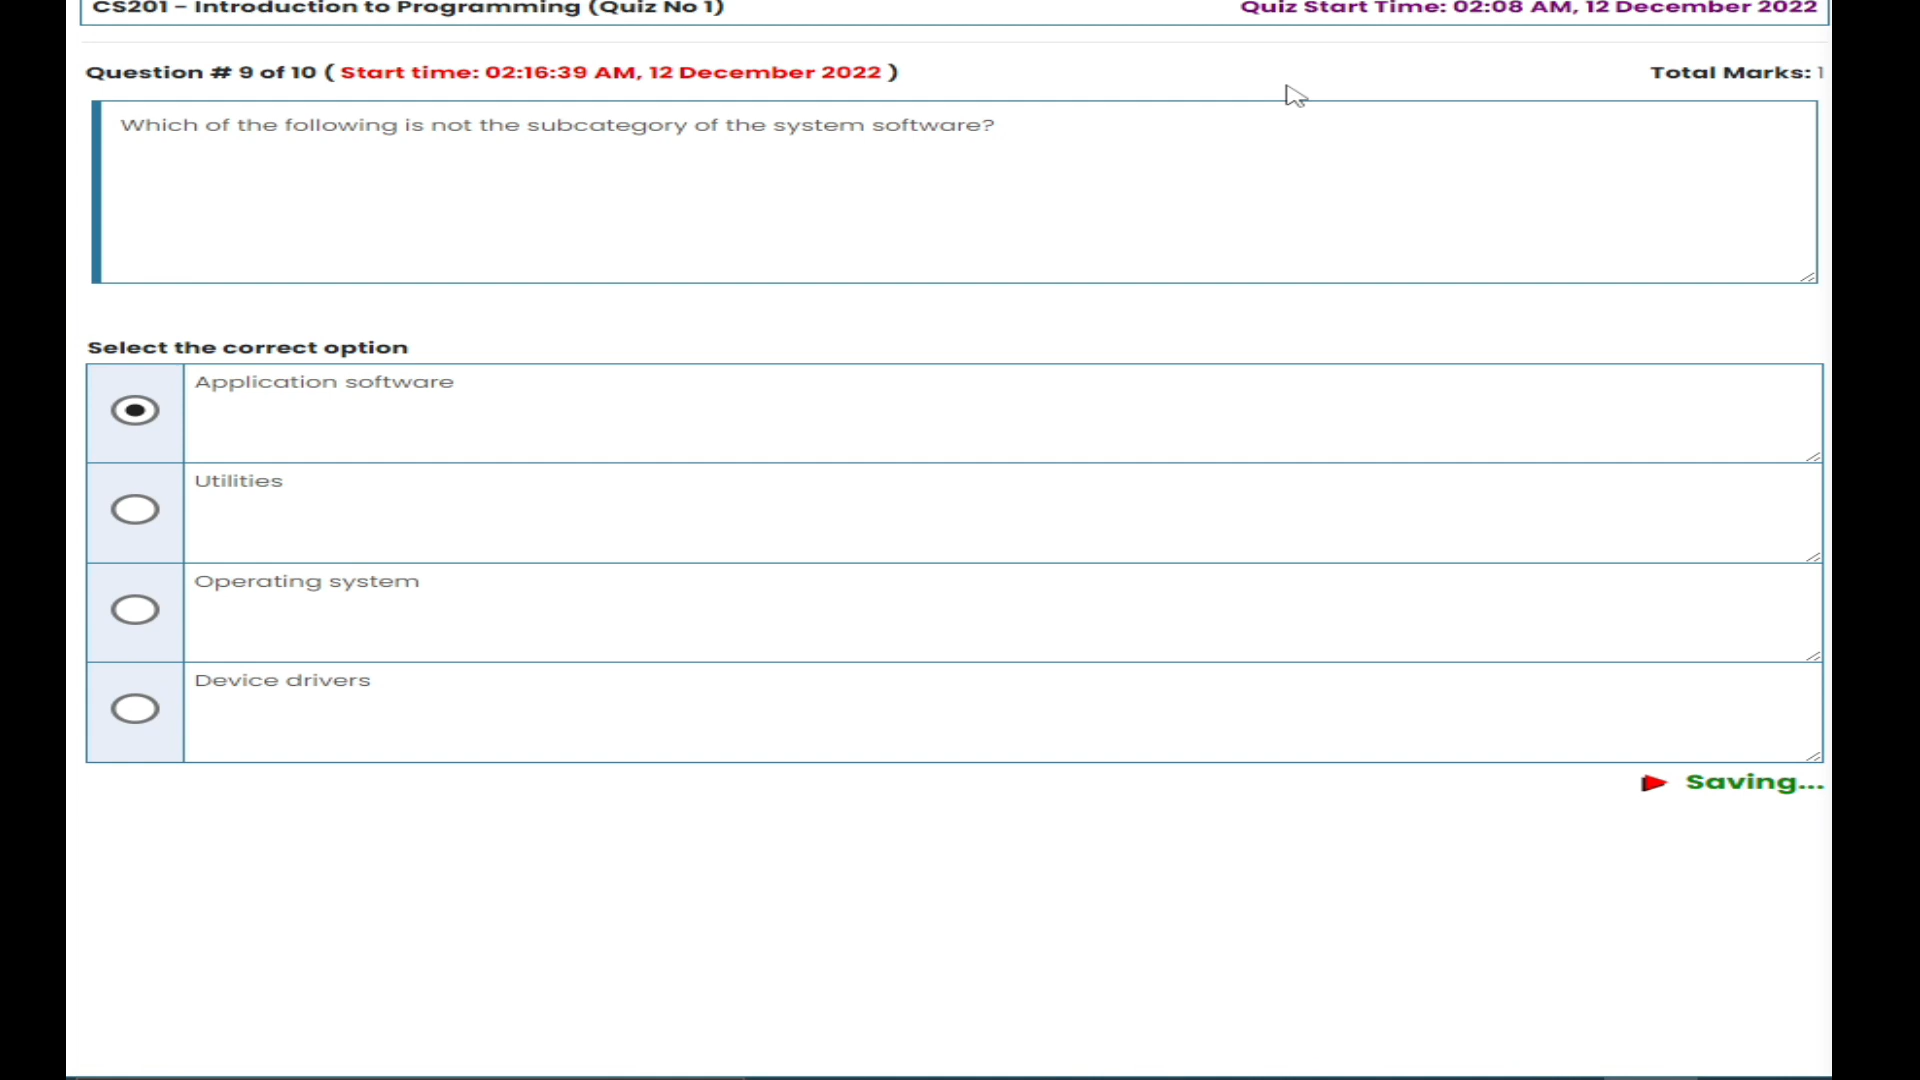 CS201 - Introduction to Programming (Quiz No 1) Quiz Start Time: 02:08 AM, 12 December 2022
Question # 9 of 10 ( Start time: 02:16:39 AM, 12 December 2022 ) Total Marks: 1
Which of the following is not the subcategory of the system software?
Select the correct option
Application software
Utilities
Operating system
Device drivers
Saving...